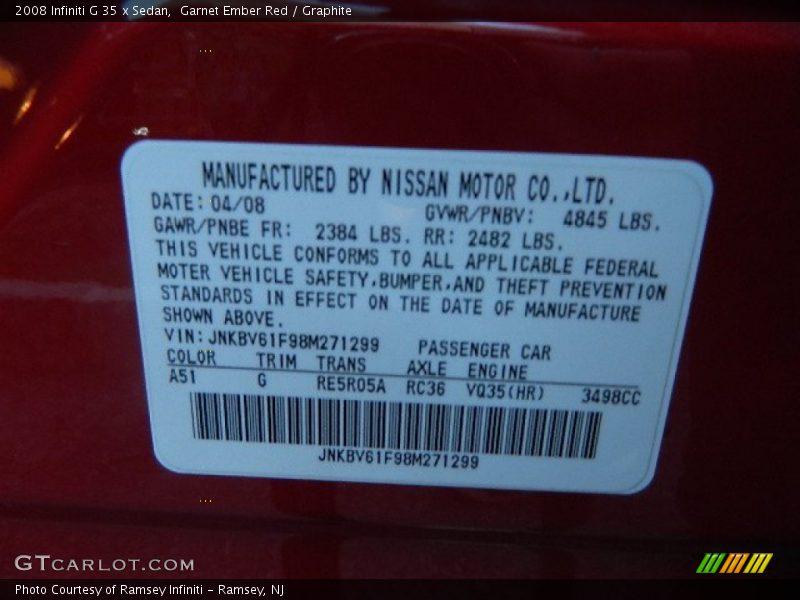 2008 Infiniti G 35 x Sedan,  Garnet Ember Red / Graphite
MANUFACTURED BY NISSAN MOTOR CO.,LTD.
DATE: 04/08 GVWR/PNBV: 4845 LBS.
GAWR/PNBE FR: 2384 LBS. RR: 2482 LBS.
THIS VEHICLE CONFORMS TO ALL APPLICABLE FEDERAL
MOTER VEHICLE SAFETY,BUMPER,AND THEFT PREVENTION
STANDARDS IN EFFECT ON THE DATE OF MANUFACTURE
SHOWN ABOVE.
VIN: JNKBV61F98M271299 PASSENGER CAR
COLOR TRIM TRANS AXLE ENGINE
A51 G RE5R05A RC36 VQ35(HR) 3498CC
JNKBV61F98M271299
GTCARLOT.COM
Photo Courtesy of Ramsey Infiniti - Ramsey, NJ